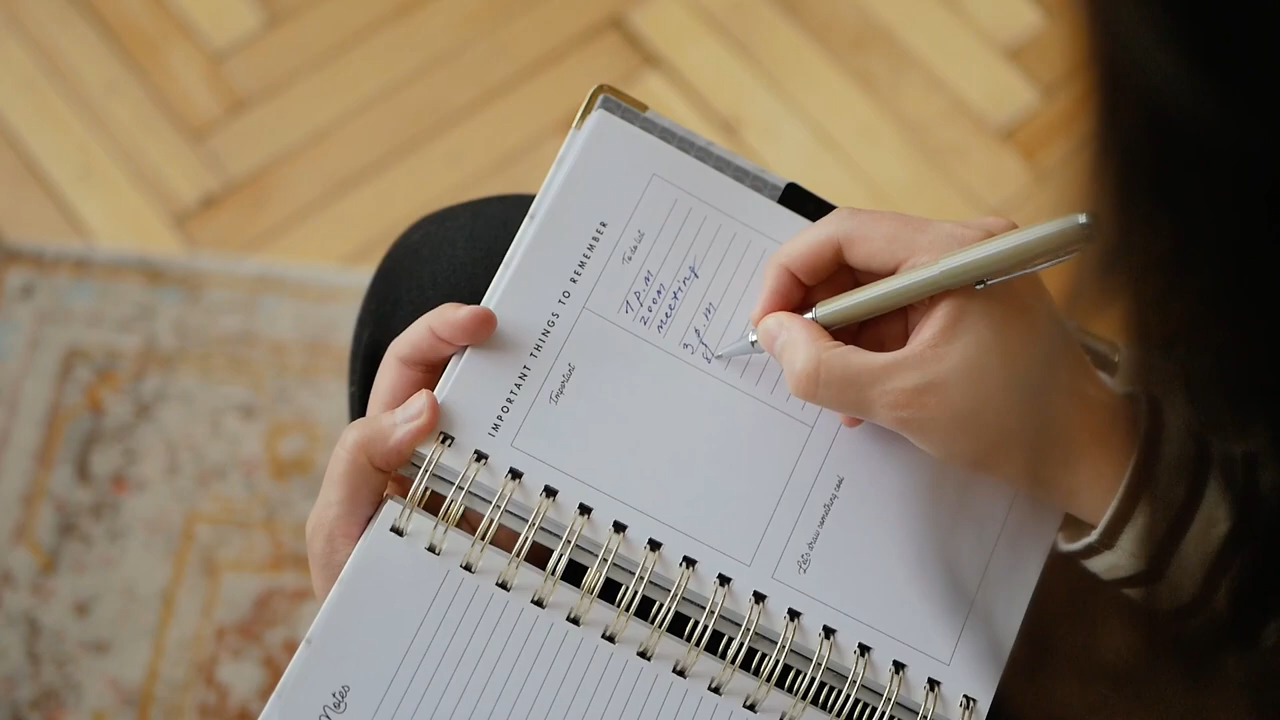 IMPORTANT THINGS TO REMEMBER
To do list
1 P.M
zoom
meeting
3 p.m
Important
Let's draw something cool
Notes